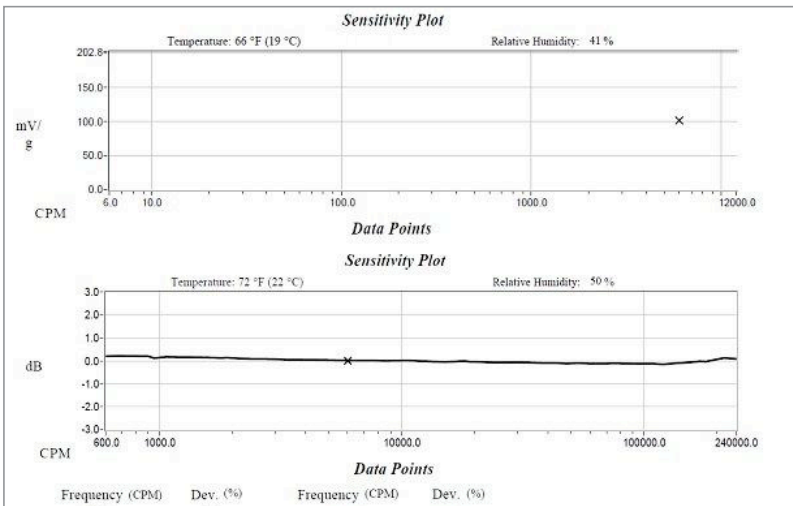 Sensitivity Plot
Temperature: 66 °F (19 °C) Relative Humidity: 41 %
202.8
150.0
mV/
g
100.0
50.0
0.0
6.0 10.0 100.0 1000.0 12000.0
CPM
Data Points
Sensitivity Plot
Temperature: 72 °F (22 °C) Relative Humidity: 50 %
3.0
2.0
1.0
dB
0.0
-1.0
-2.0
-3.0
600.0 1000.0 10000.0 100000.0 240000.0
CPM
Data Points
Frequency (CPM) Dev. (%) Frequency (CPM) Dev. (%)